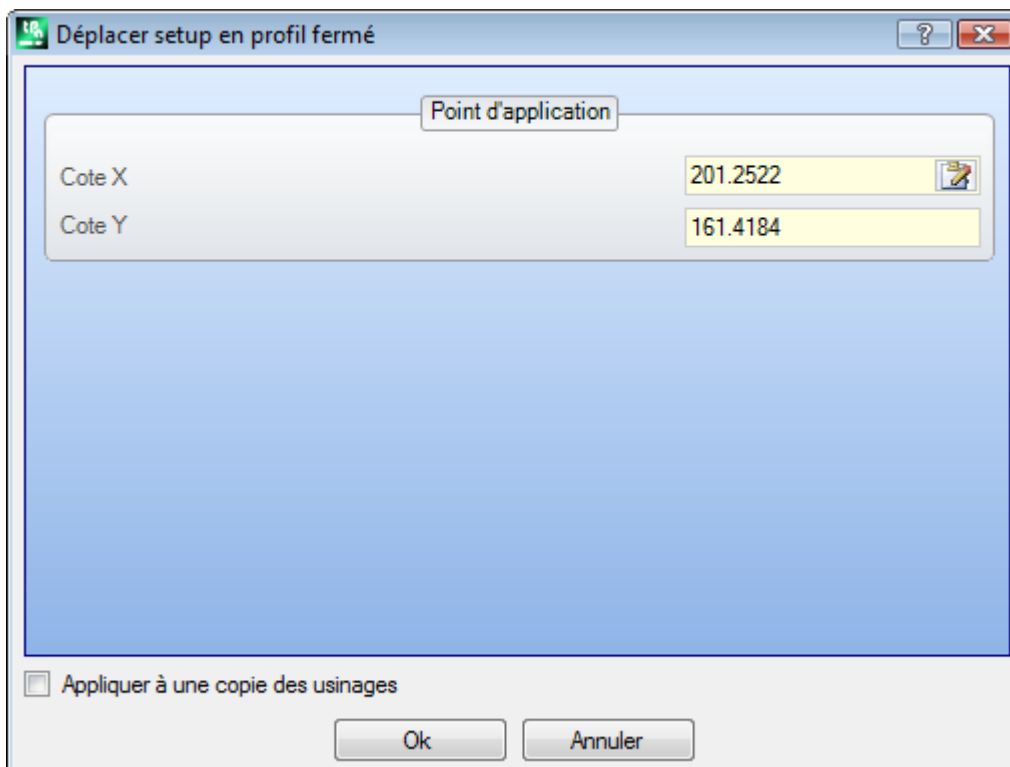 Déplacer setup en profil fermé
Point d'application
Cote X 201.2522
Cote Y 161.4184
Appliquer à une copie des usinages
Ok Annuler